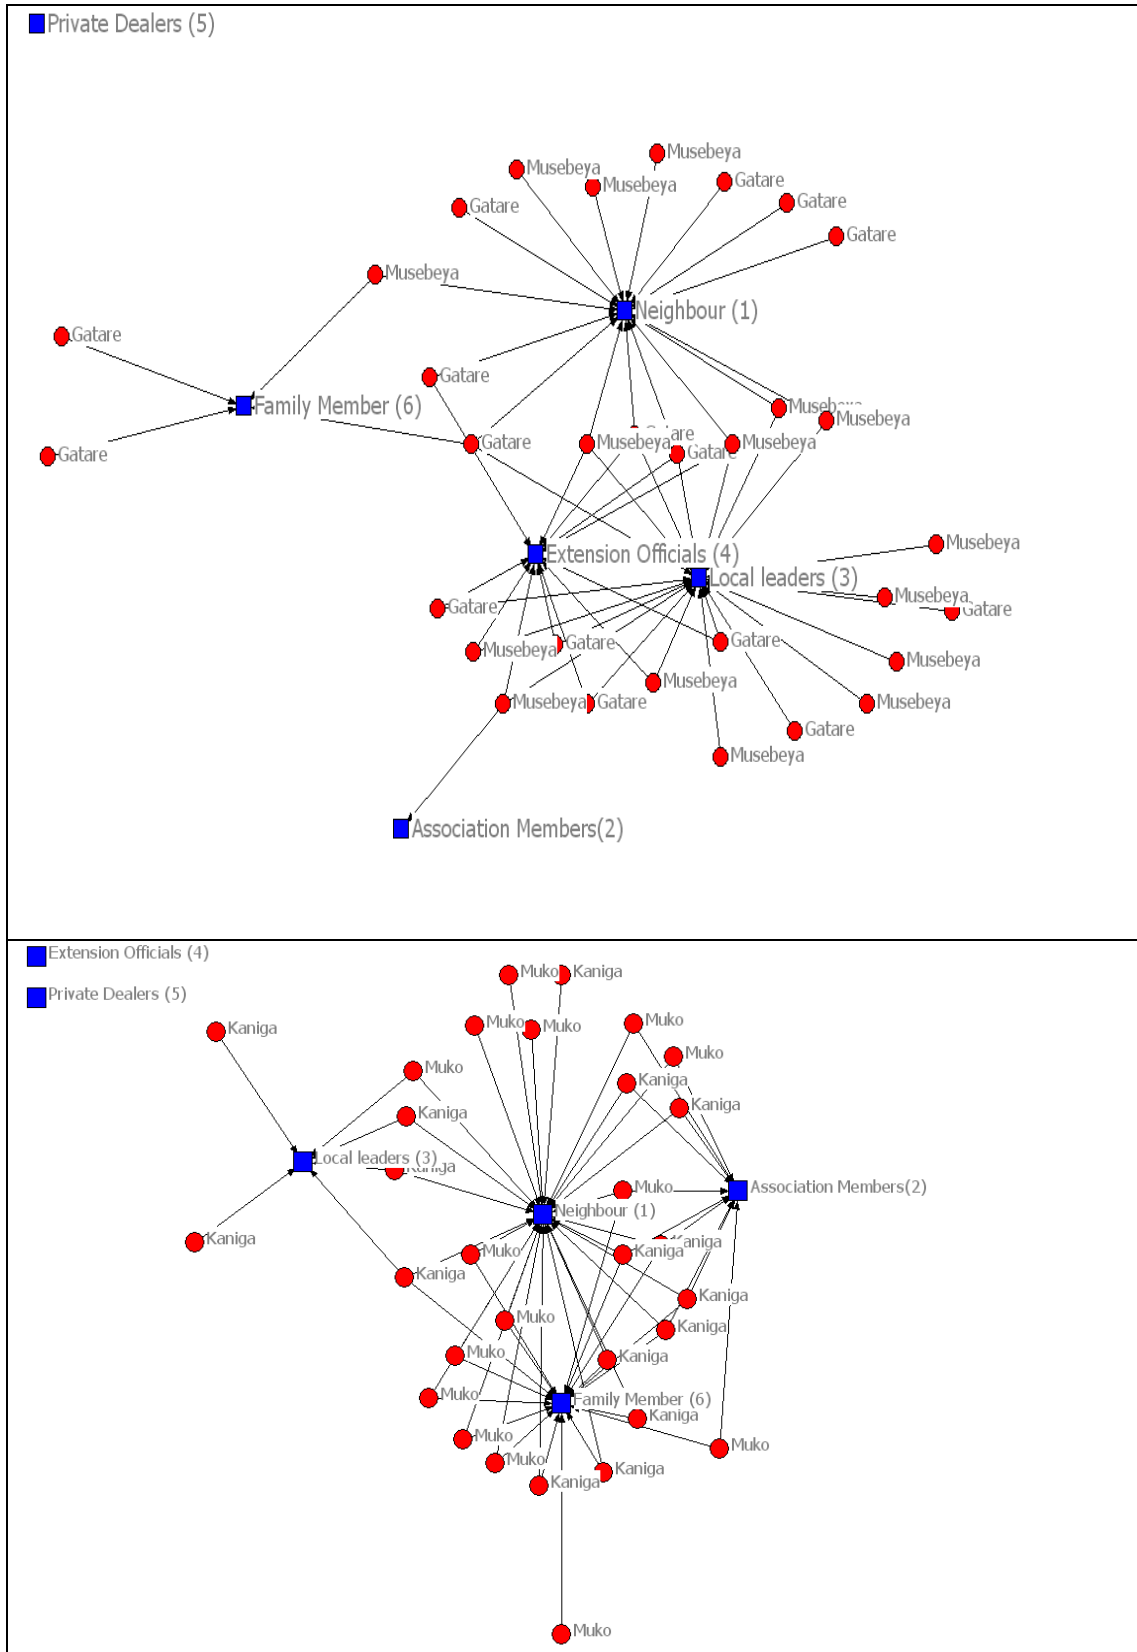 Private Dealers (5)
Musebeya
Musebeya
Musebeya
Gatare
Gatare
Gatare
Gatare
Musebeya
Neighbour (1)
Gatare
Gatare
Family Member (6)
Musebeya
Musebeya
Gatare
Gatare
Musebeya
Musebeya
Gatare
Gatare
Extension Officials (4)
Musebeya
Local leaders (3)
Musebeya
Gatare
Gatare
Gatare
Gatare
Musebeya
Musebeya
Musebeya
Musebeya
Gatare
Musebeya
Gatare
Musebeya
Association Members(2)
Extension Officials (4)
Private Dealers (5)
Muko
Kaniga
Kaniga
Muko
Muko
Muko
Muko
Muko
Kaniga
Kaniga
Kaniga
Local leaders (3)
Kaniga
Muko
Association Members(2)
Neighbour (1)
Kaniga
Kaniga
Muko
Kaniga
Kaniga
Kaniga
Muko
Kaniga
Muko
Kaniga
Muko
Family Member (6)
Kaniga
Muko
Muko
Muko
Kaniga
Kaniga
Muko